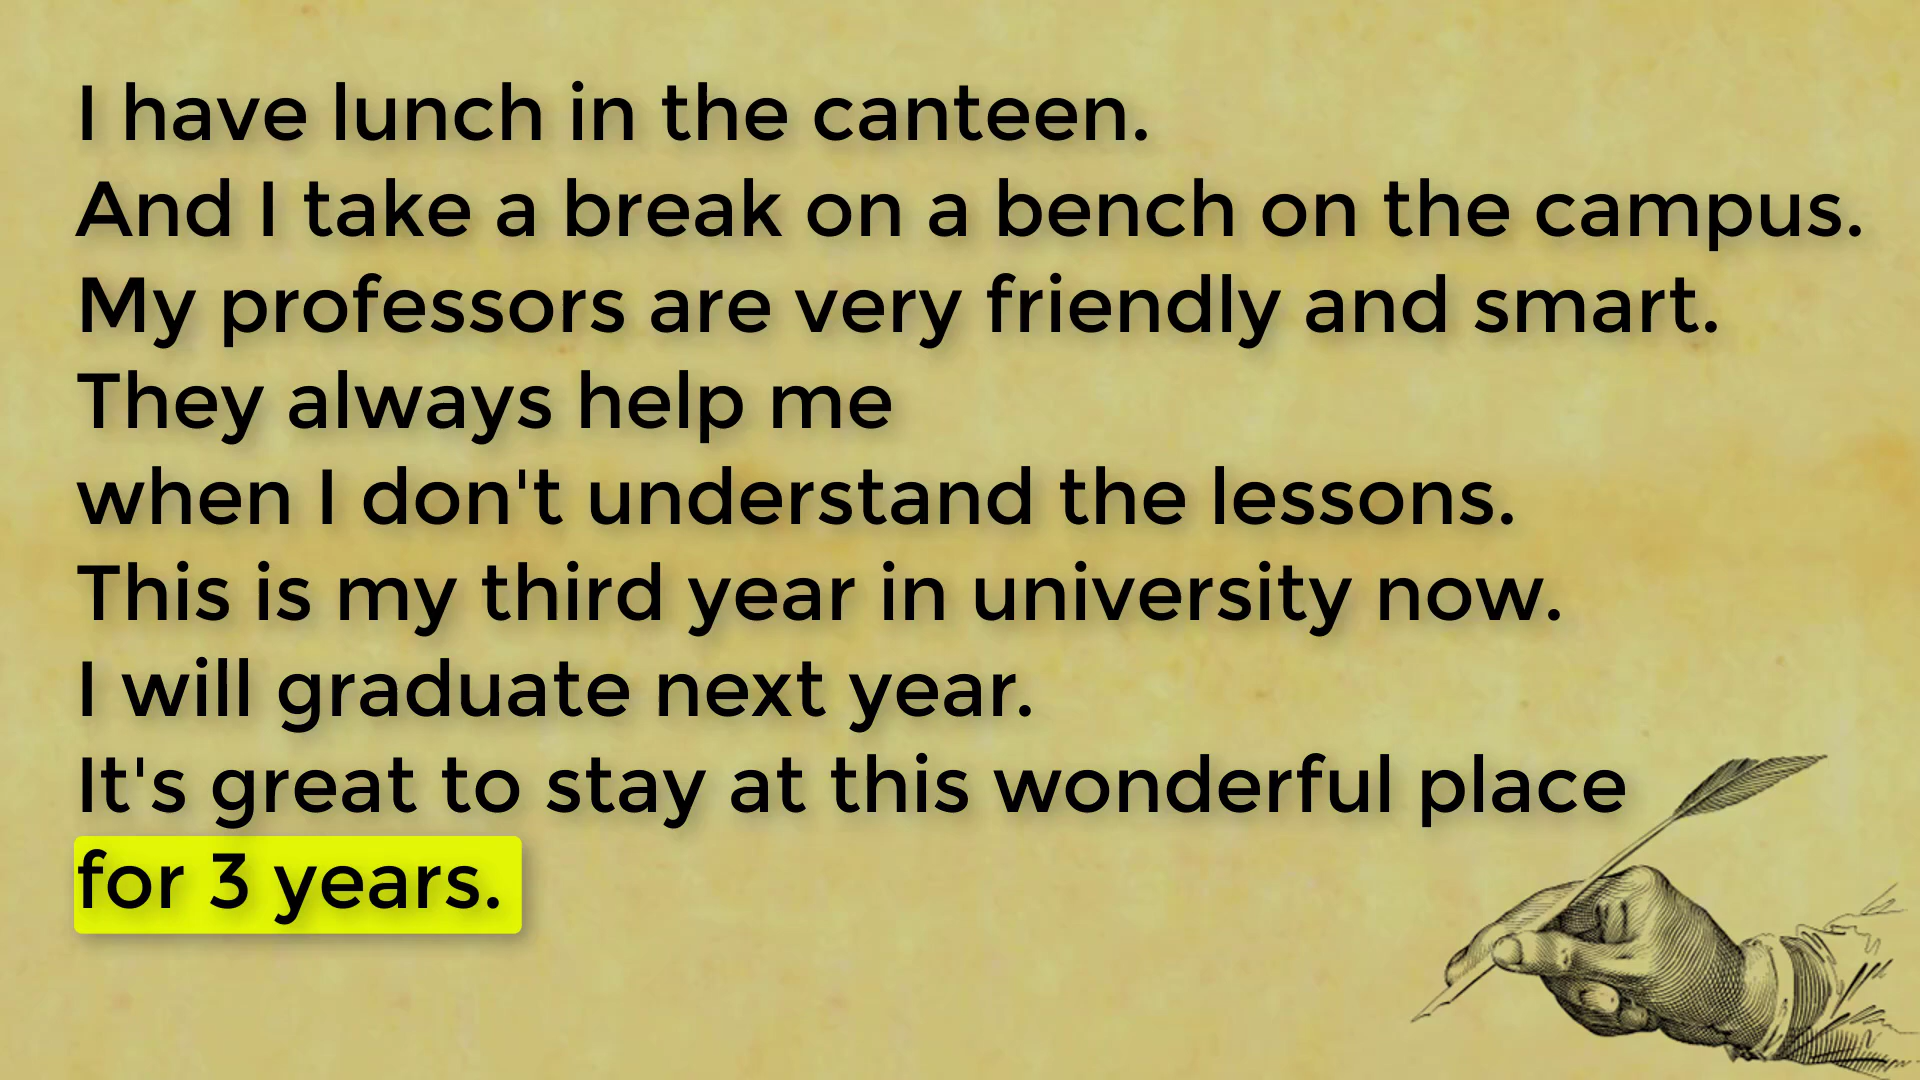 I have lunch in the canteen.
And I take a break on a bench on the campus.
My professors are very friendly and smart.
They always help me
when I don't understand the lessons.
This is my third year in university now.
I will graduate next year.
It's great to stay at this wonderful place
for 3 years.